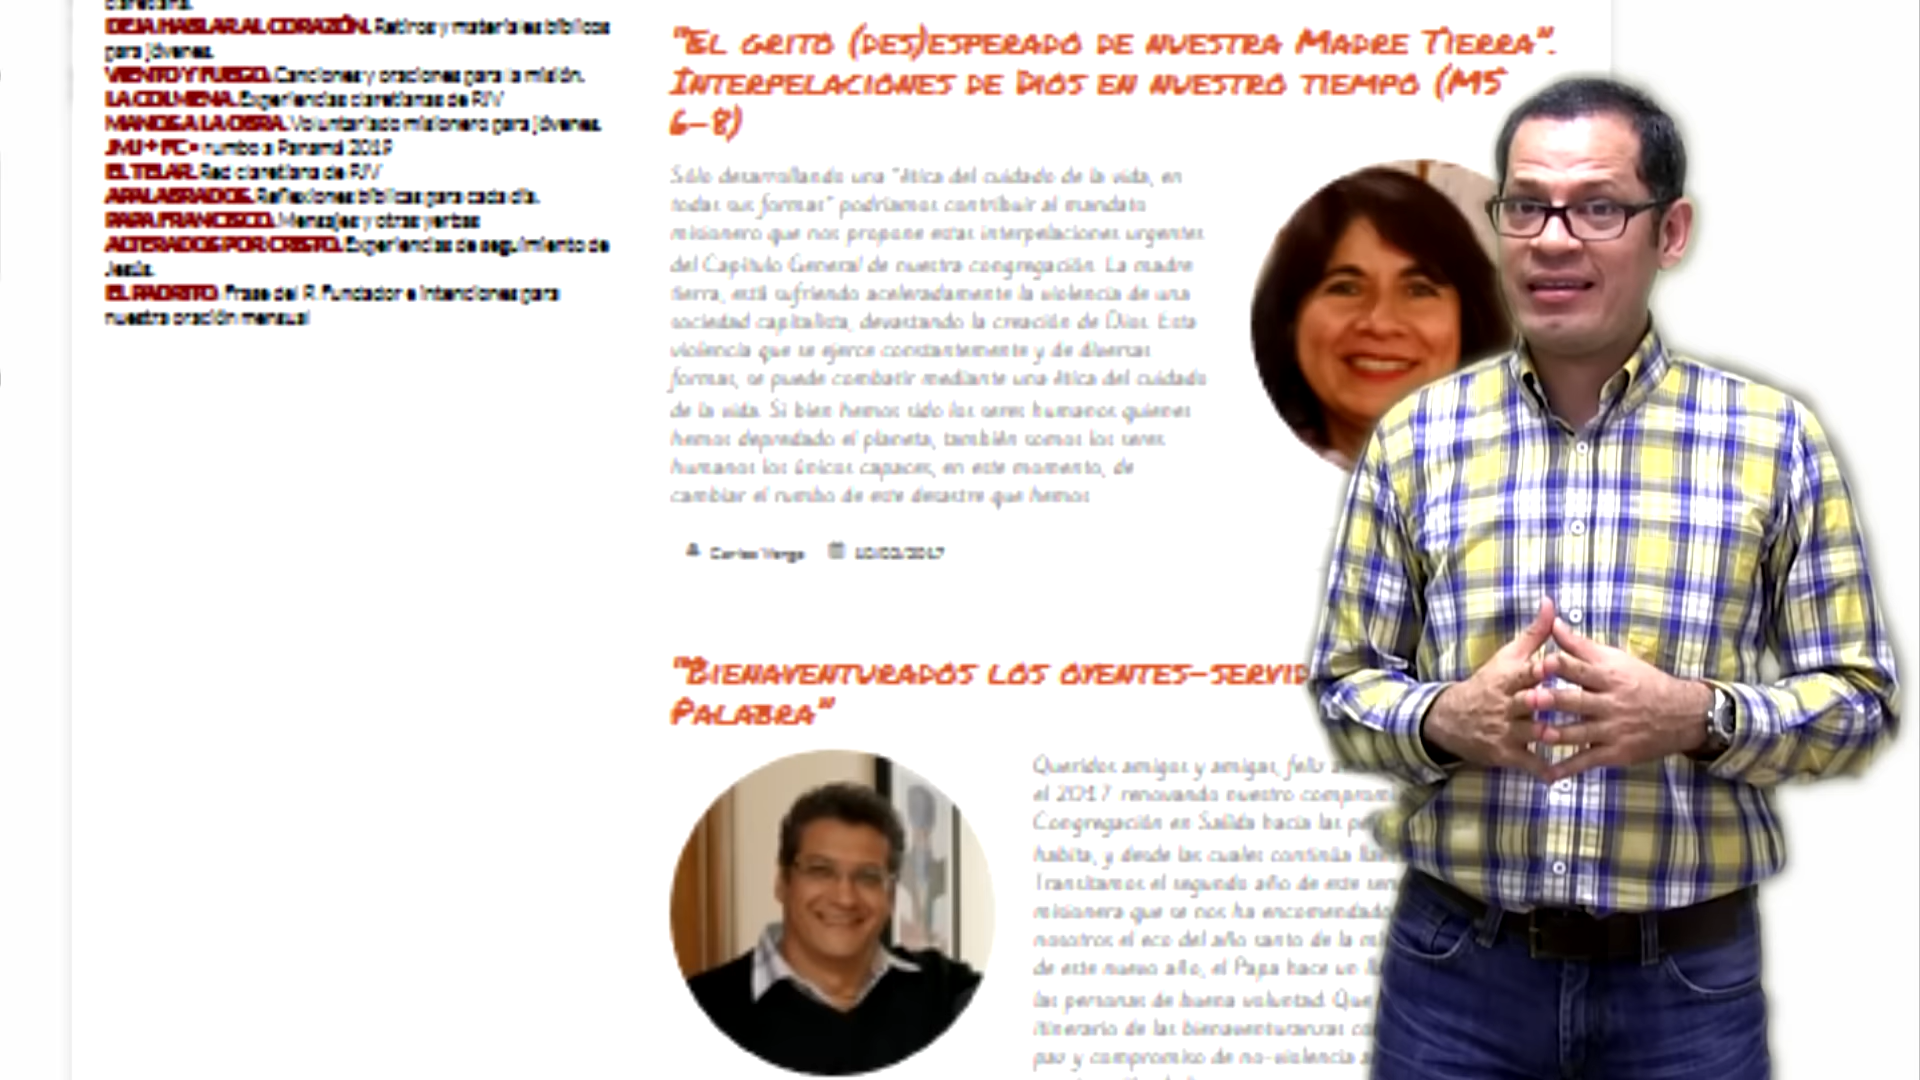 claretiana.
DEJA HABLAR AL CORAZÓN. Retiros y materiales bíblicos
para jóvenes.
VIENTO Y FUEGO. Canciones y oraciones para la misión.
LA COLMENA. Experiencias claretianas de PJV
MANOS A LA OBRA. Voluntariado misionero para jóvenes.
JMJ + FC = rumbo a Panamá 2019
EL TELAR. Red claretiana de PJV
APALABRADOS. Reflexiones bíblicas para cada día.
PAPA FRANCISCO. Mensajes y otras yerbas
ALTERADOS POR CRISTO. Experiencias de seguimiento de
Jesús.
EL PADRITO. Frase del P. Fundador e intenciones para
nuestra oración mensual
"El grito (des)esperado de nuestra Madre Tierra".
Interpelaciones de Dios en nuestro tiempo (MS
6-8)
Sólo desarrollando una "ética del cuidado de la vida, en
todas sus formas" podríamos contribuir al mandato
misionero que nos propone estas interpelaciones urgentes
del Capítulo General de nuestra congregación. La madre
tierra, está sufriendo aceleradamente la violencia de una
sociedad capitalista, devastando la creación de Dios. Esta
violencia que se ejerce constantemente y de diversas
formas, se puede combatir mediante una ética del cuidado
de la vida. Si bien hemos sido los seres humanos quienes
hemos depredado el planeta, también somos los seres
humanos los únicos capaces, en este momento, de
cambiar el rumbo de este desastre que hemos
Carlos Verga 10/03/2017
"Bienaventurados los oyentes-servid
Palabra"
Queridos amigos y amigas, feliz
el 2017 renovando nuestro comprom
Congregación en Salida hacia las
habita, y desde las cuales continúa
Transitamos el segundo año de este
misionera que se nos ha encomendado
nosotros el eco del año santo de la
de este nuevo año, el Papa hace un
las personas de buena voluntad. Que
itinerario de las bienaventuranzas
paz y compromiso de no-violencia